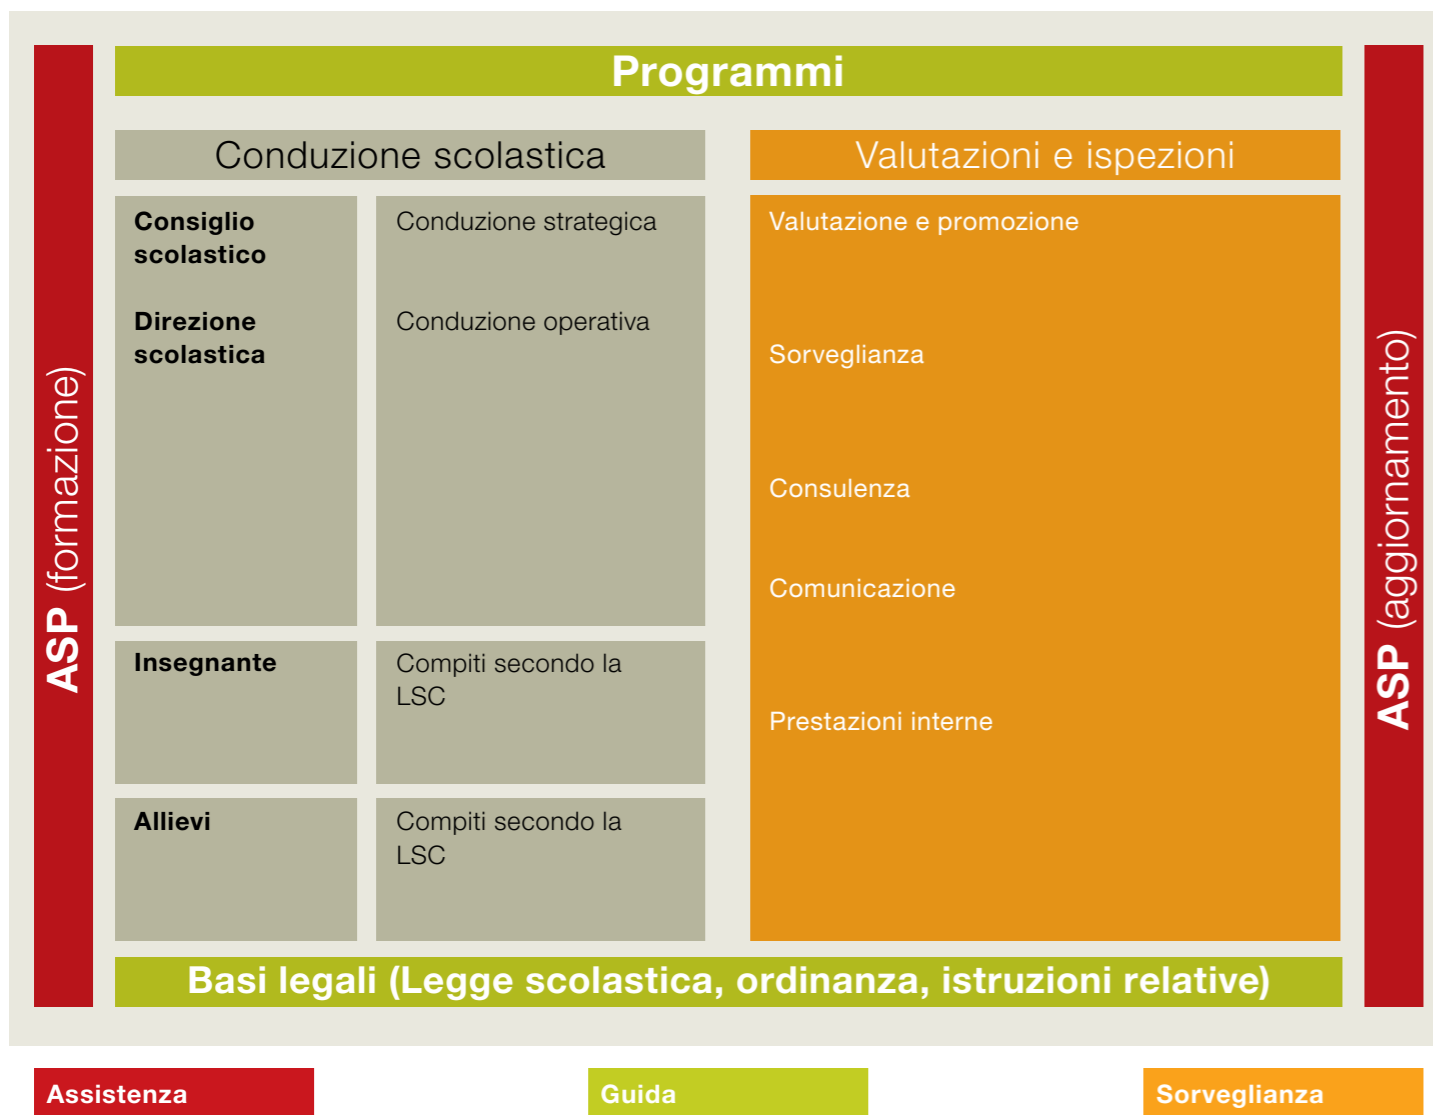 Programmi
ASP (formazione)
Conduzione scolastica
Consiglio
scolastico
Conduzione strategica
Direzione
scolastica
Conduzione operativa
Insegnante
Compiti secondo la
LSC
Allievi
Compiti secondo la
LSC
Valutazioni e ispezioni
Valutazione e promozione
Sorveglianza
Consulenza
Comunicazione
Prestazioni interne
ASP (aggiornamento)
Basi legali (Legge scolastica, ordinanza, istruzioni relative)
Assistenza
Guida
Sorveglianza